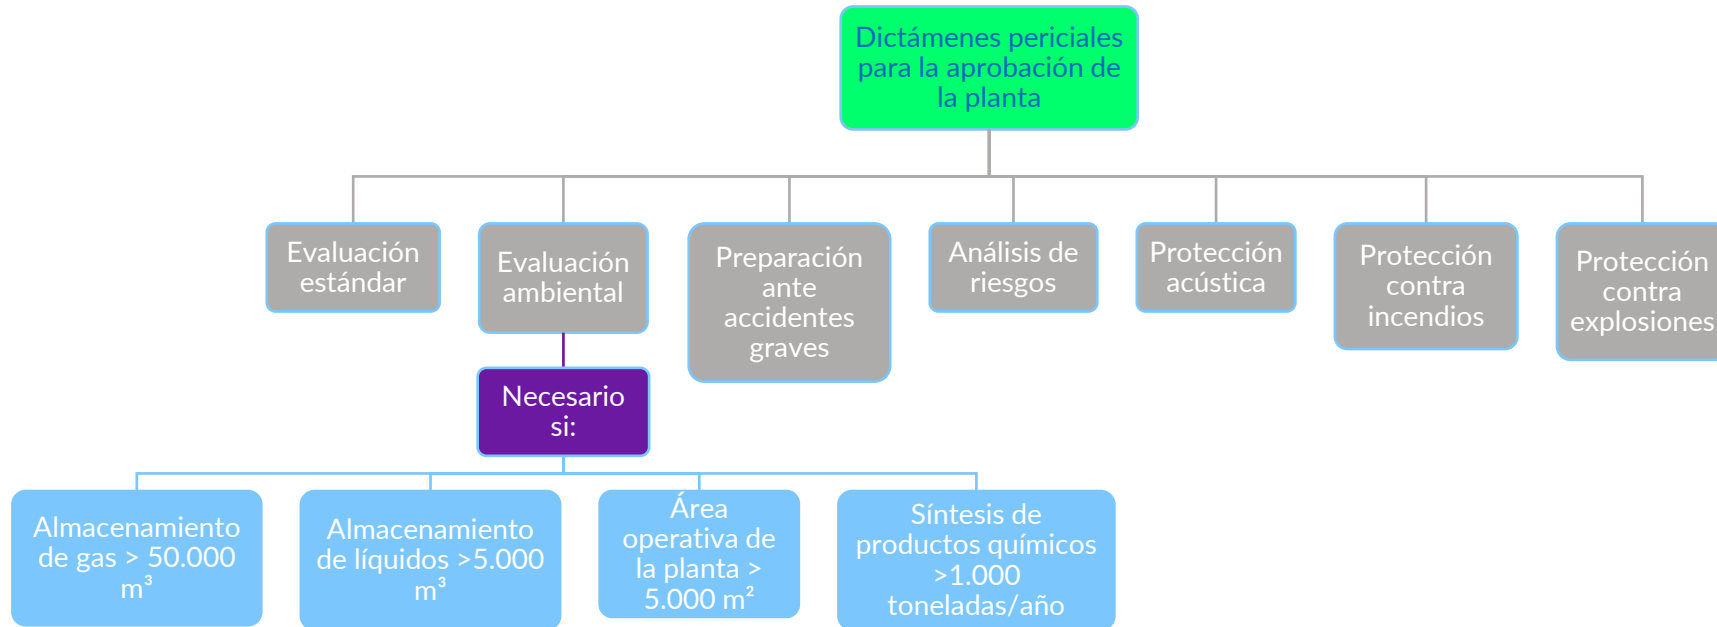 Dictámenes periciales
para la aprobación de
la planta
Evaluación
estándar
Evaluación
ambiental
Preparación
ante
accidentes
graves
Análisis de
riesgos
Protección
acústica
Protección
contra
incendios
Protección
contra
explosiones
Necesario
si:
Almacenamiento
de gas > 50.000
m³
Almacenamiento
de líquidos >5.000
m³
Área
operativa de
la planta >
5.000 m²
Síntesis de
productos químicos
>1.000
toneladas/año